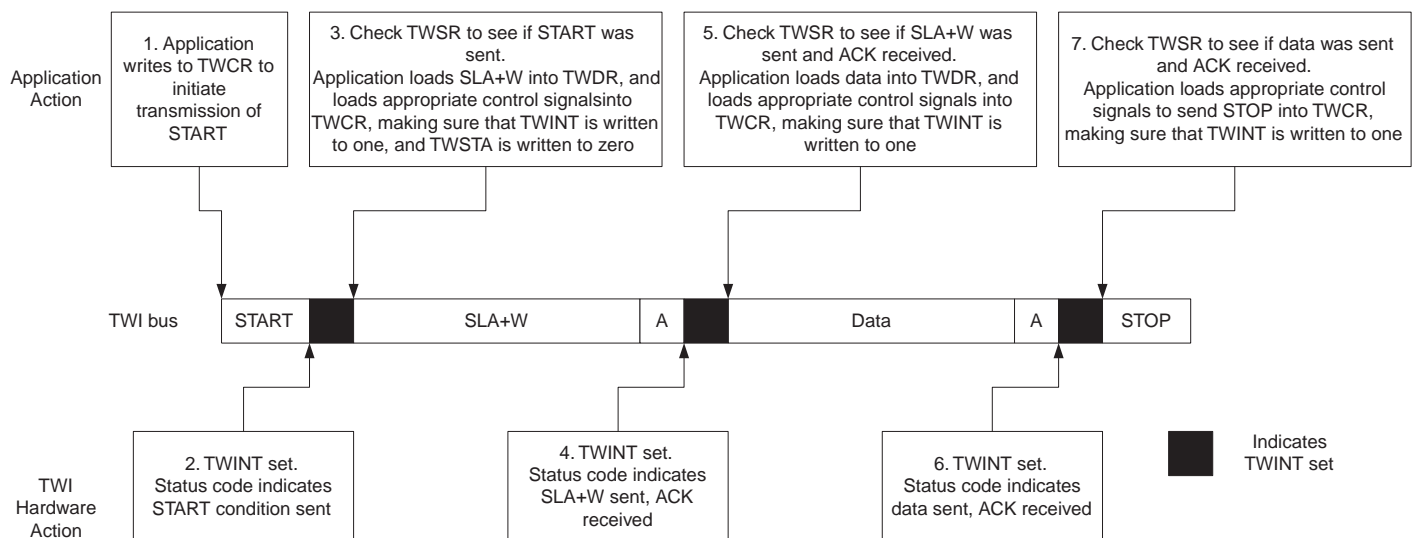 Application
Action
1. Application
writes to TWCR to
initiate
transmission of
START
3. Check TWSR to see if START was
sent.
Application loads SLA+W into TWDR, and
loads appropriate control signalsinto
TWCR, making sure that TWINT is written
to one, and TWSTA is written to zero
5. Check TWSR to see if SLA+W was
sent and ACK received.
Application loads data into TWDR, and
loads appropriate control signals into
TWCR, making sure that TWINT is
written to one
7. Check TWSR to see if data was sent
and ACK received.
Application loads appropriate control
signals to send STOP into TWCR,
making sure that TWINT is written to one
TWI bus
START
SLA+W
A
Data
A
STOP
TWI
Hardware
Action
2. TWINT set.
Status code indicates
START condition sent
4. TWINT set.
Status code indicates
SLA+W sent, ACK
received
6. TWINT set.
Status code indicates
data sent, ACK received
Indicates
TWINT set